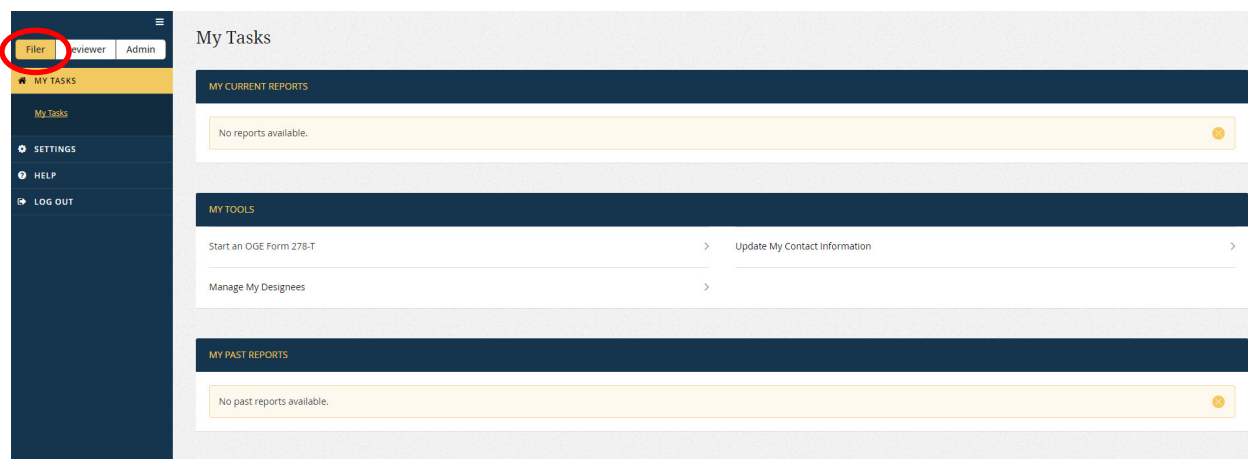 Filer
Admin
MY TASKS
My Tasks
SETTINGS
HELP
LOG OUT
My Tasks
MY CURRENT REPORTS
No reports available.
MY TOOLS
Start an OGE Form 278-T
Update My Contact Information
Manage My Designees
MY PAST REPORTS
No past reports available.